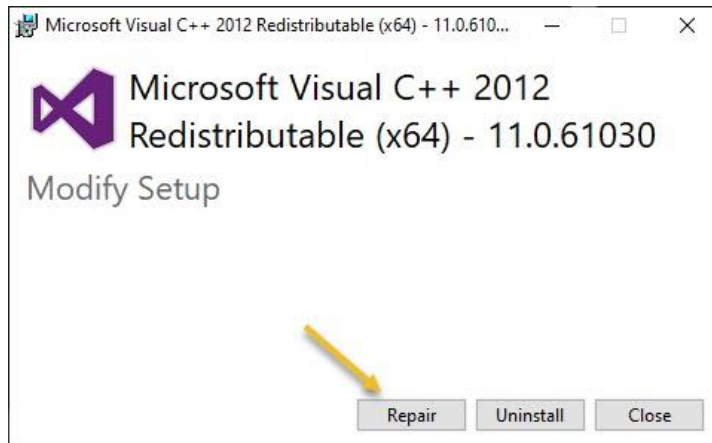 Microsoft Visual C++ 2012 Redistributable (x64) - 11.0.610...
Microsoft Visual C++ 2012
Redistributable (x64) - 11.0.61030
Modify Setup
Repair Uninstall Close